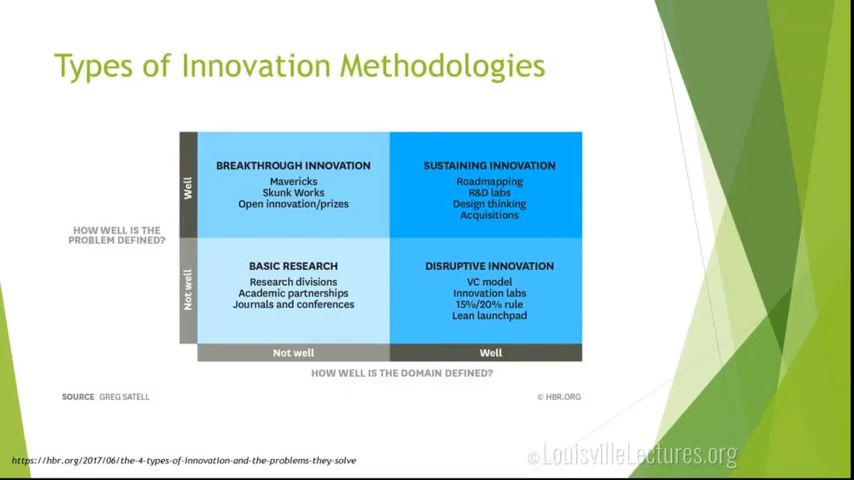 Types of Innovation Methodologies
BREAKTHROUGH INNOVATION
Mavericks
Skunk Works
Open innovation/prizes
SUSTAINING INNOVATION
Roadmapping
R&D labs
Design thinking
Acquisitions
Well
HOW WELL IS THE
PROBLEM DEFINED?
Not well
BASIC RESEARCH
Research divisions
Academic partnerships
Journals and conferences
DISRUPTIVE INNOVATION
VC model
Innovation labs
15%/20% rule
Lean launchpad
Not well
Well
HOW WELL IS THE DOMAIN DEFINED?
SOURCE GREG SATELL
© HBR.ORG
https://hbr.org/2017/06/the-4-types-of-innovation-and-the-problems-they-solve
©LouisvilleLectures.org